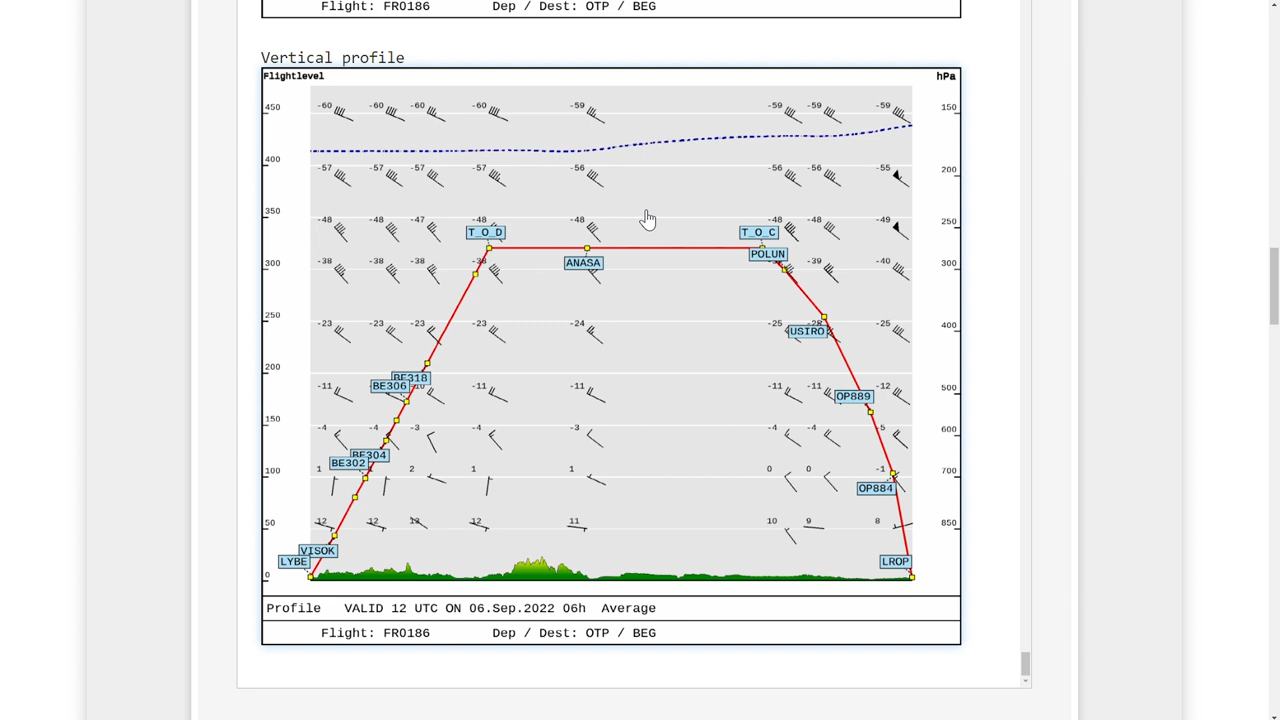 Flight: FRO186 Dep / Dest: OTP / BEG
Vertical profile
Flightlevel hPa
450 -60 -60 -60 -60 -59 -59 -59 -59 150
400 -57 -57 -57 -57 -56 -56 -56 -55 200
350 -48 -48 -47 -48 -48 -48 -48 -49 250
T_O_D T_O_C
POLUN
300 -38 -38 -38 -38 ANASA -39 -40 300
250 -23 -23 -23 -23 -24 -25 -25 400
USIRO
200 -11 BE318 -11 -11 -11 -11 -12 500
BE306 OP889
150 -4 -4 -3 -4 -3 -4 -4 -5 600
BE304
BE302
100 1 2 1 1 0 0 -1 700
OP884
50 12 12 13 12 11 10 9 8 850
VISOK
LYBE LROP
0
Profile VALID 12 UTC ON 06.Sep.2022 06h Average
Flight: FRO186 Dep / Dest: OTP / BEG